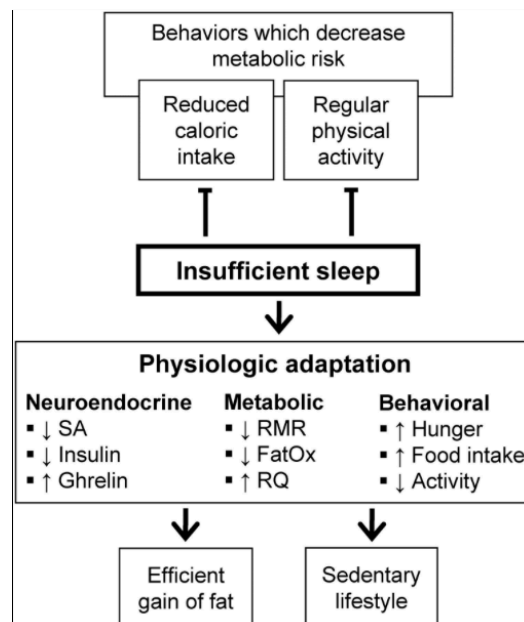 Behaviors which decrease
metabolic risk
Reduced
caloric
intake
Regular
physical
activity
Insufficient sleep
Physiologic adaptation
Neuroendocrine
▪ ↓ SA
▪ ↓ Insulin
▪ ↑ Ghrelin
Metabolic
▪ ↓ RMR
▪ ↓ FatOx
▪ ↑ RQ
Behavioral
▪ ↑ Hunger
▪ ↑ Food intake
▪ ↓ Activity
Efficient
gain of fat
Sedentary
lifestyle